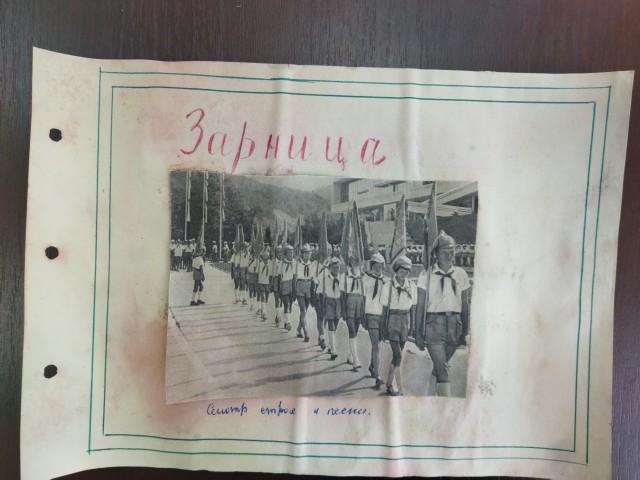 Зарница
Смотр строя и песни.